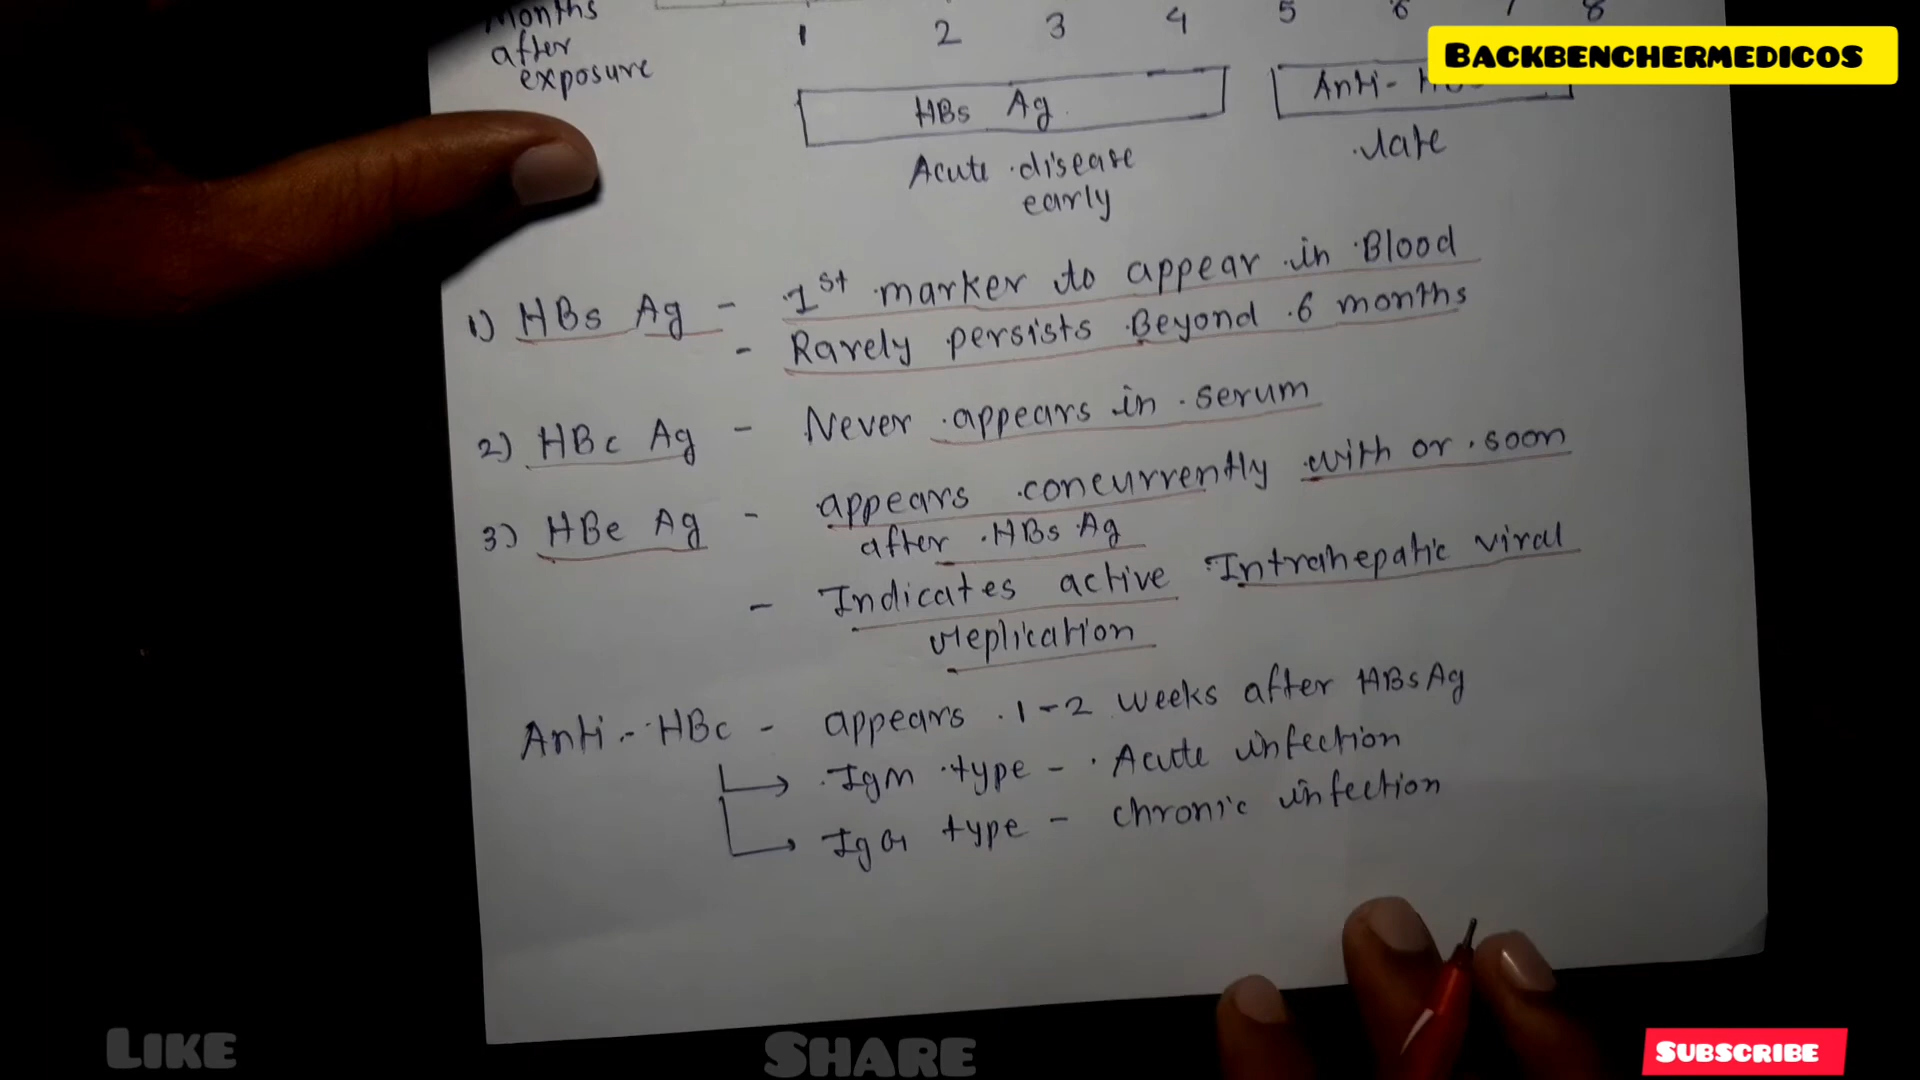 Months
after
exposure
1 2 3 4 5 6 7 8
BACKBENCHERMEDICOS
HBs Ag
Anti-
Acute disease
early
late
1) HBs Ag - 1st marker to appear in Blood
- Rarely persists Beyond 6 months
2) HBc Ag - Never appears in serum
3) HBe Ag - appears concurrently with or soon
after HBs Ag
- Indicates active Intrahepatic viral
replication
Anti-HBc - appears 1-2 weeks after HBsAg
→ IgM type - Acute infection
→ IgG type - chronic infection
LIKE
SHARE
SUBSCRIBE